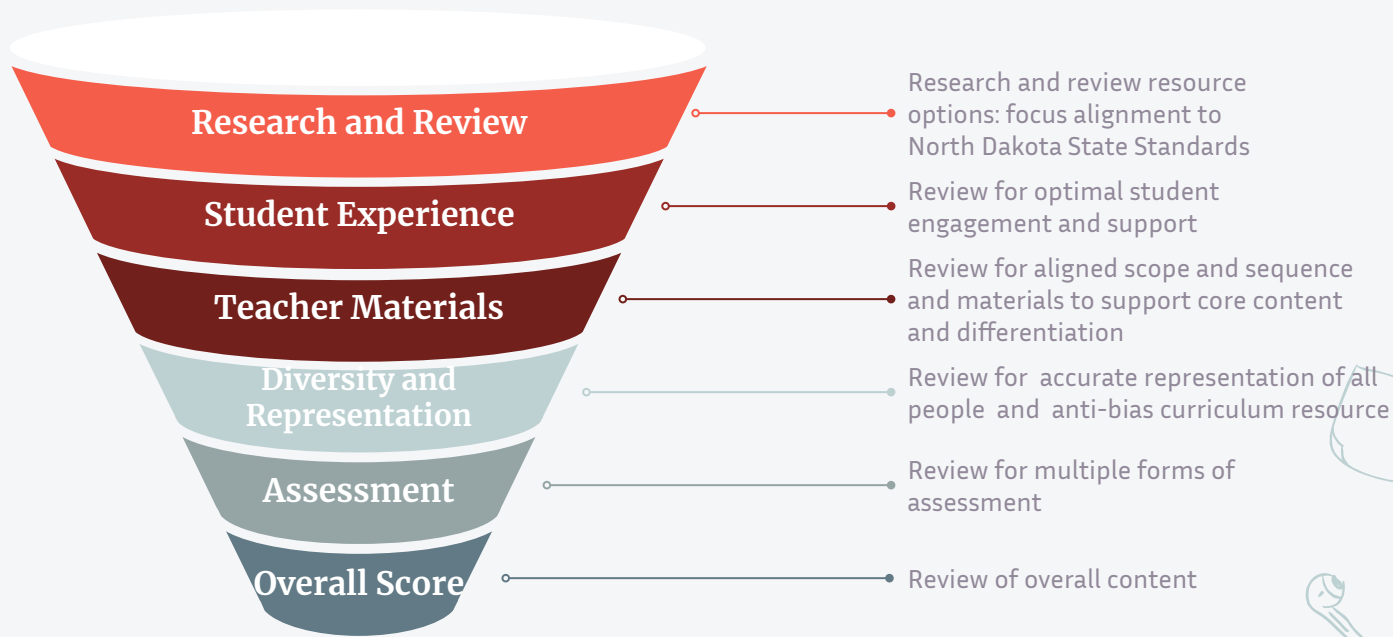 Research and Review
Research and review resource
options: focus alignment to
North Dakota State Standards
Student Experience
Review for optimal student
engagement and support
Teacher Materials
Review for aligned scope and sequence
and materials to support core content
and differentiation
Diversity and
Representation
Review for accurate representation of all
people and anti-bias curriculum resource
Assessment
Review for multiple forms of
assessment
Overall Score
Review of overall content